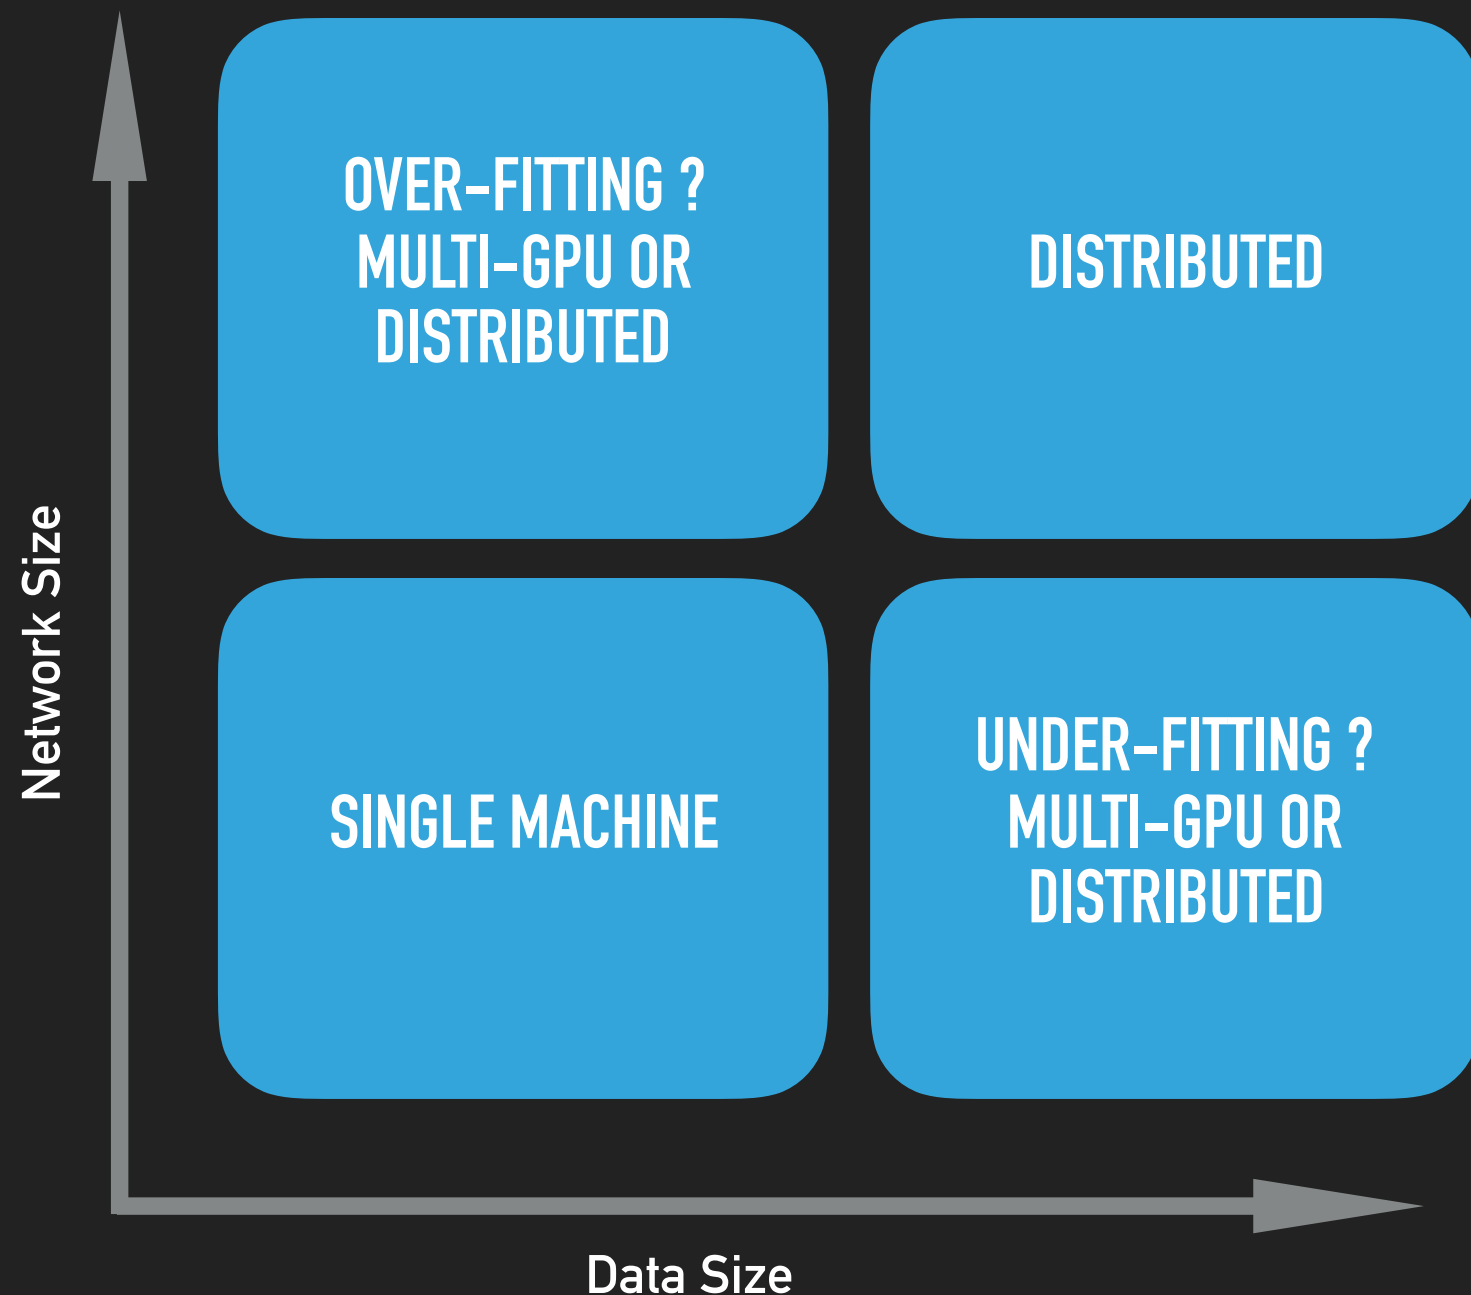 OVER-FITTING ?
MULTI-GPU OR
DISTRIBUTED
DISTRIBUTED
Network Size
SINGLE MACHINE
UNDER-FITTING ?
MULTI-GPU OR
DISTRIBUTED
Data Size